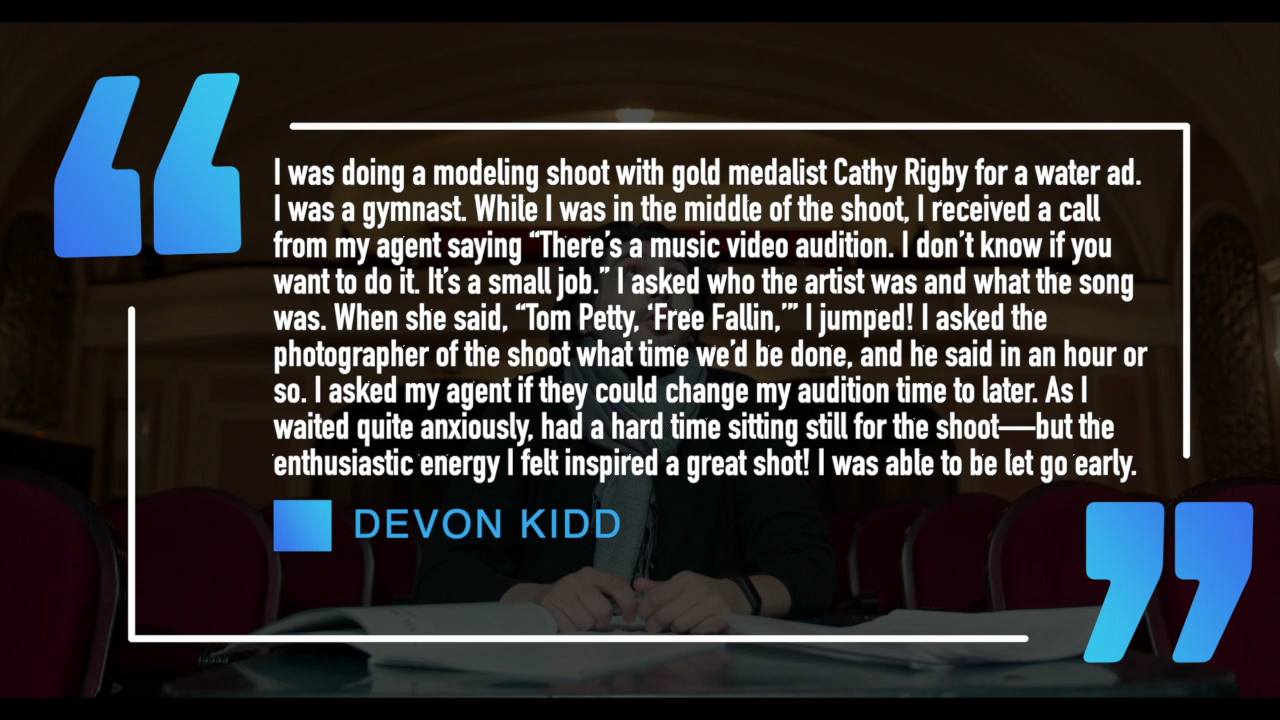 I was doing a modeling shoot with gold medalist Cathy Rigby for a water ad.
I was a gymnast. While I was in the middle of the shoot, I received a call
from my agent saying “There’s a music video audition. I don’t know if you
want to do it. It’s a small job.” I asked who the artist was and what the song
was. When she said, “Tom Petty, ‘Free Fallin,’” I jumped! I asked the
photographer of the shoot what time we’d be done, and he said in an hour or
so. I asked my agent if they could change my audition time to later. As I
waited quite anxiously, had a hard time sitting still for the shoot—but the
enthusiastic energy I felt inspired a great shot! I was able to be let go early.
DEVON KIDD